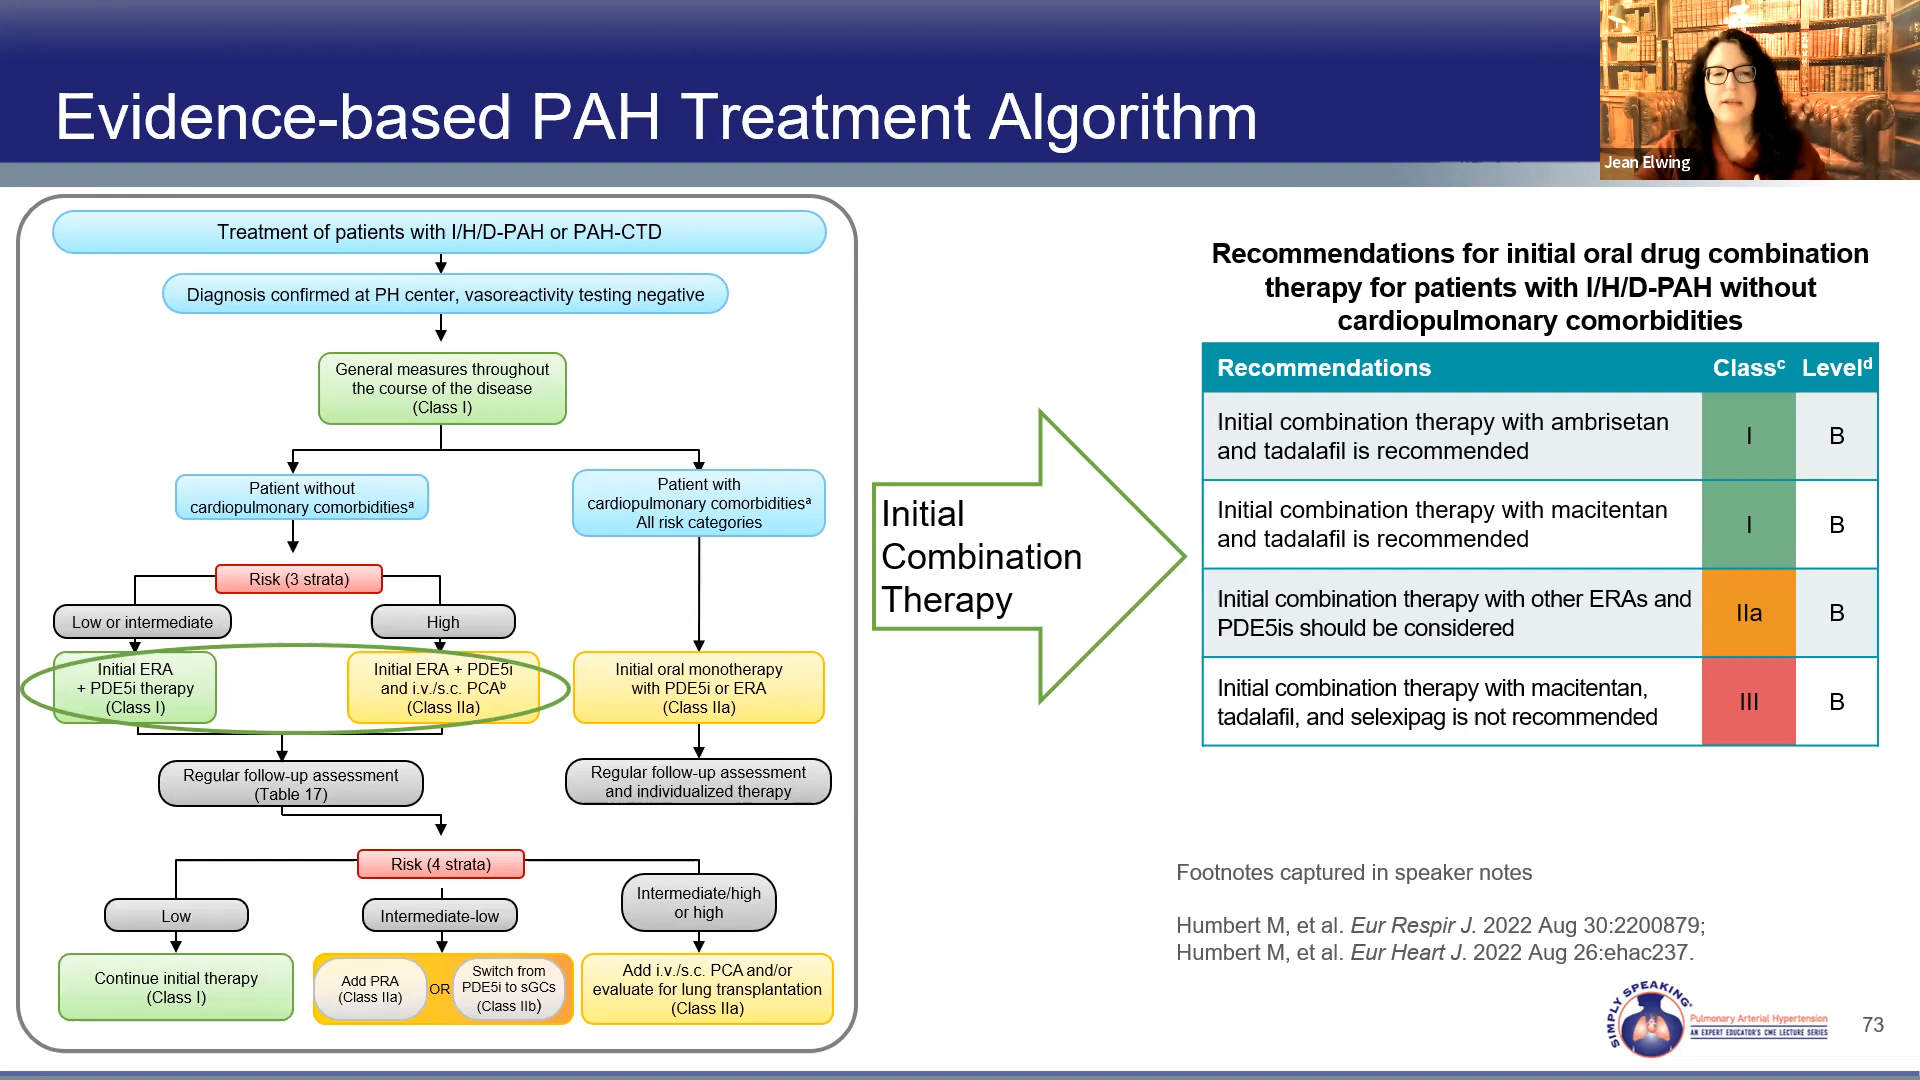 Evidence-based PAH Treatment Algorithm
Jean Elwing
Treatment of patients with I/H/D-PAH or PAH-CTD
Diagnosis confirmed at PH center, vasoreactivity testing negative
General measures throughout
the course of the disease
(Class I)
Patient without
cardiopulmonary comorbiditiesᵃ
Patient with
cardiopulmonary comorbiditiesᵃ
All risk categories
Risk (3 strata)
Low or intermediate
High
Initial ERA
+ PDE5i therapy
(Class I)
Initial ERA + PDE5i
and i.v./s.c. PCAᵇ
(Class IIa)
Initial oral monotherapy
with PDE5i or ERA
(Class IIa)
Regular follow-up assessment
(Table 17)
Regular follow-up assessment
and individualized therapy
Risk (4 strata)
Low
Intermediate-low
Intermediate/high
or high
Continue initial therapy
(Class I)
Add PRA
(Class IIa)
OR
Switch from
PDE5i to sGCs
(Class IIb)
Add i.v./s.c. PCA and/or
evaluate for lung transplantation
(Class IIa)
Initial
Combination
Therapy
Recommendations for initial oral drug combination
therapy for patients with I/H/D-PAH without
cardiopulmonary comorbidities
Recommendations Classᶜ Levelᵈ
Initial combination therapy with ambrisetan
and tadalafil is recommended
I B
Initial combination therapy with macitentan
and tadalafil is recommended
I B
Initial combination therapy with other ERAs and
PDE5is should be considered
IIa B
Initial combination therapy with macitentan,
tadalafil, and selexipag is not recommended
III B
Footnotes captured in speaker notes
Humbert M, et al. Eur Respir J. 2022 Aug 30:2200879;
Humbert M, et al. Eur Heart J. 2022 Aug 26:ehac237.
SIMPLY SPEAKING®
Pulmonary Arterial Hypertension
AN EXPERT EDUCATOR'S CME LECTURE SERIES
73